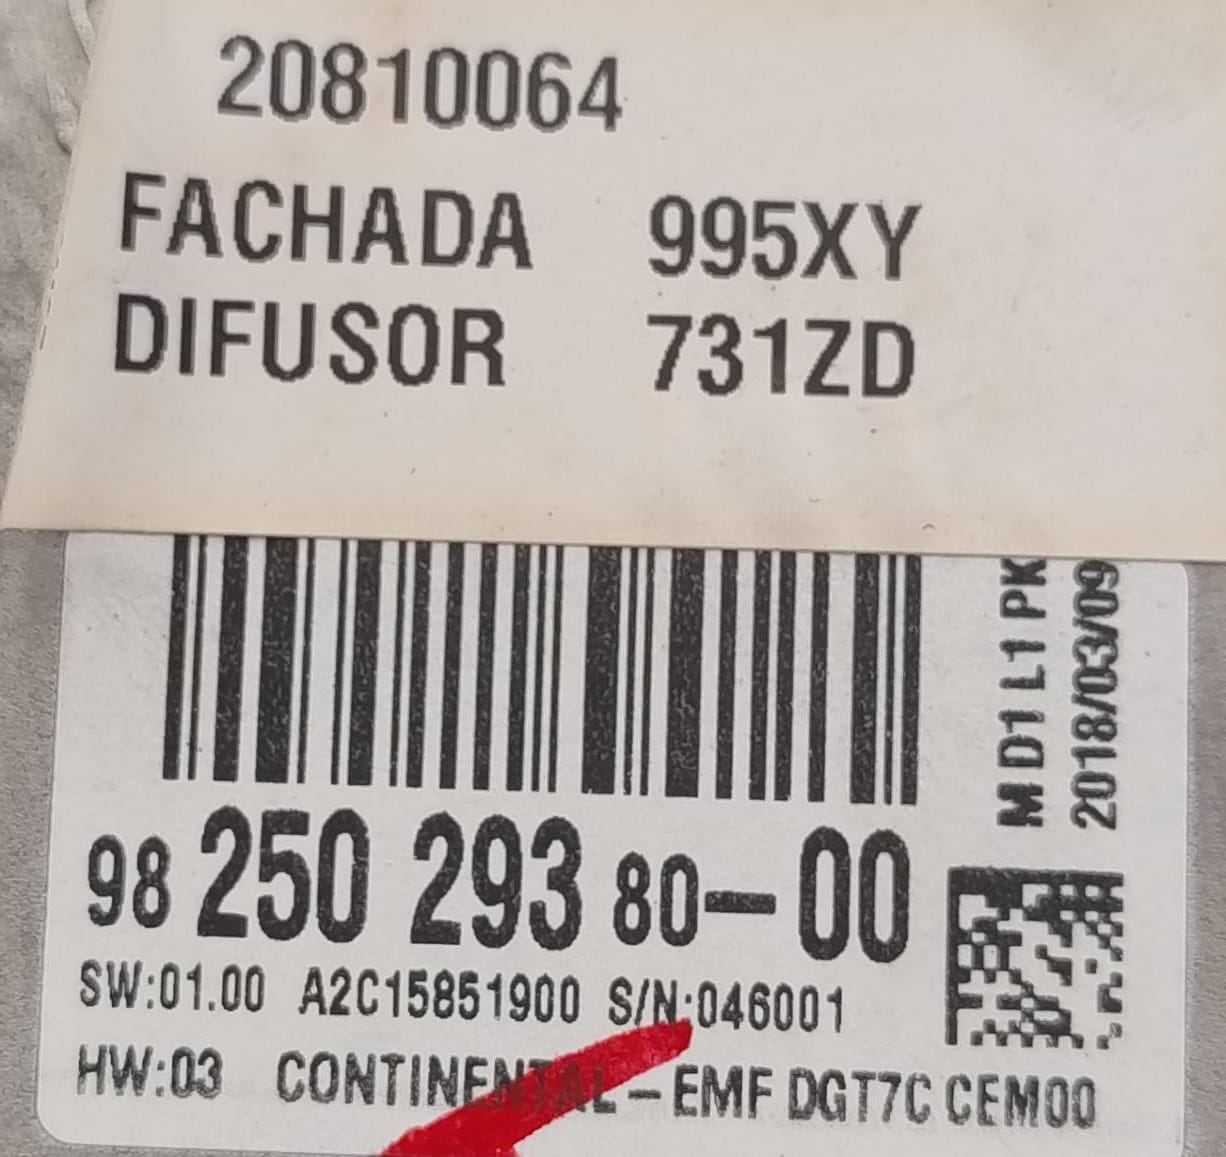 20810064
FACHADA 995XY
DIFUSOR 731ZD
MD1 L1 PK
2018/03/09
98 250 293 80-00
SW:01.00 A2C15851900 S/N:046001
HW:03 CONTINENTAL-EMF DGT7C CEM00